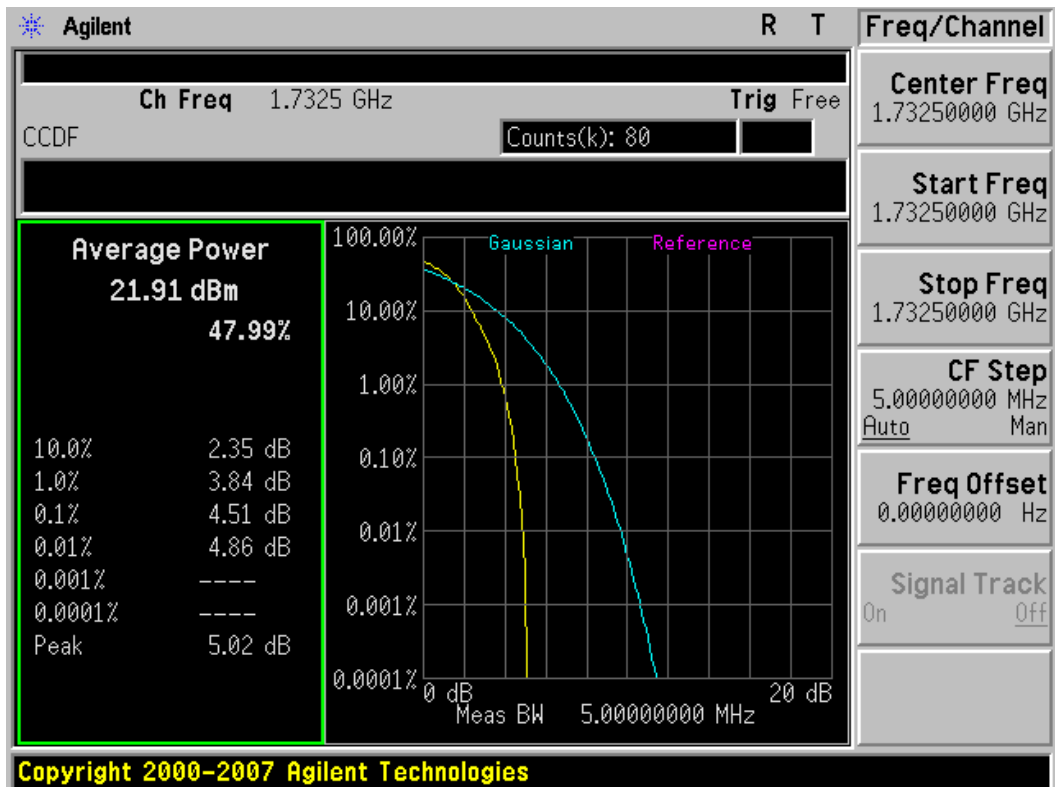 Agilent
R T
Freq/Channel
Ch Freq 1.7325 GHz
Trig Free
CCDF
Counts(k): 80
Center Freq
1.73250000 GHz
Start Freq
1.73250000 GHz
Stop Freq
1.73250000 GHz
CF Step
5.00000000 MHz
Auto Man
Freq Offset
0.00000000 Hz
Signal Track
On Off
Average Power
21.91 dBm
47.99%
10.0% 2.35 dB
1.0% 3.84 dB
0.1% 4.51 dB
0.01% 4.86 dB
0.001% ----
0.0001% ----
Peak 5.02 dB
Gaussian Reference
100.00%
10.00%
1.00%
0.10%
0.01%
0.001%
0.0001%
0 dB 20 dB
Meas BW 5.00000000 MHz
Copyright 2000-2007 Agilent Technologies